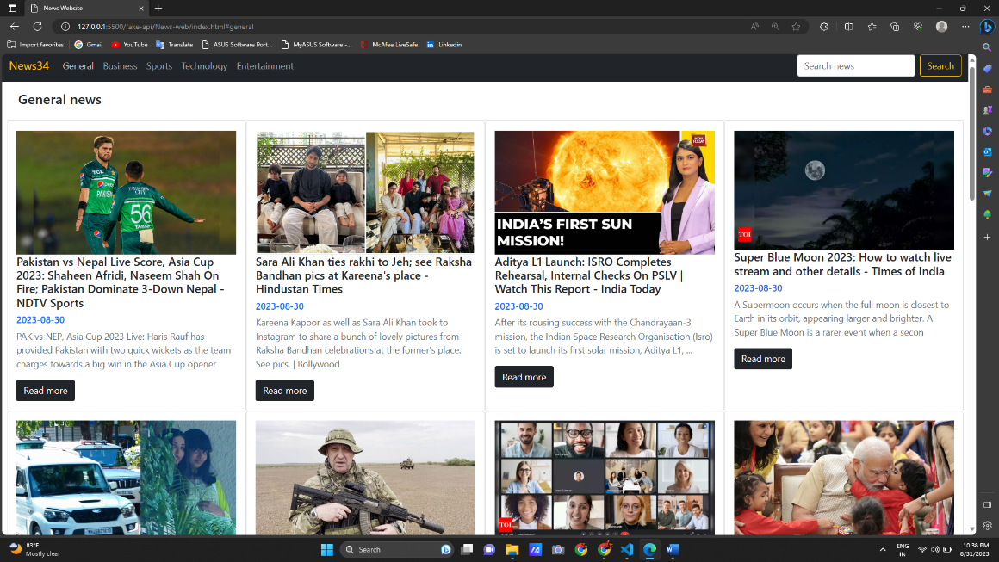 News Website
127.0.0.1:5500/fake-api/News-web/index.html#general
Import favorites Gmail YouTube Translate ASUS Software Port... MyASUS Software -... McAfee LiveSafe LinkedIn
News34 General Business Sports Technology Entertainment Search news Search
General news
TCL
PAKISTAN
56
INDIA TODAY
INDIA'S FIRST SUN
MISSION!
TOI
Pakistan vs Nepal Live Score, Asia Cup
2023: Shaheen Afridi, Naseem Shah On
Fire; Pakistan Dominate 3-Down Nepal -
NDTV Sports
2023-08-30
PAK vs NEP, Asia Cup 2023 Live: Haris Rauf has
provided Pakistan with two quick wickets as the team
charges towards a big win in the Asia Cup opener
Read more
Sara Ali Khan ties rakhi to Jeh; see Raksha
Bandhan pics at Kareena's place -
Hindustan Times
2023-08-30
Kareena Kapoor as well as Sara Ali Khan took to
Instagram to share a bunch of lovely pictures from
Raksha Bandhan celebrations at the former's place.
See pics. | Bollywood
Read more
Aditya L1 Launch: ISRO Completes
Rehearsal, Internal Checks On PSLV |
Watch This Report - India Today
2023-08-30
After its rousing success with the Chandrayaan-3
mission, the Indian Space Research Organisation (Isro)
is set to launch its first solar mission, Aditya L1, ...
Read more
Super Blue Moon 2023: How to watch live
stream and other details - Times of India
2023-08-30
A Supermoon occurs when the full moon is closest to
Earth in its orbit, appearing larger and brighter. A
Super Blue Moon is a rarer event when a secon
Read more
TOI
83°F
Mostly clear
Search
ENG
IN
10:38 PM
8/31/2023